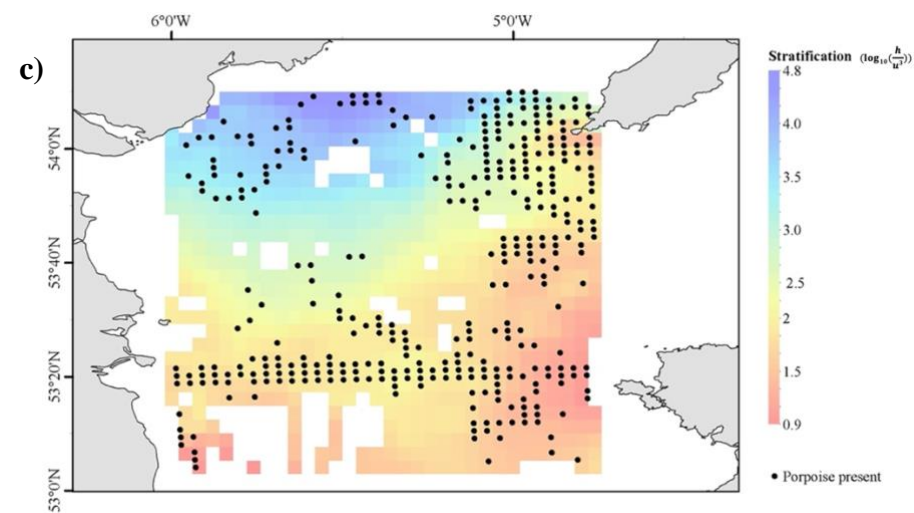 6°0'W 5°0'W
c)
Stratification (log₁₀(h/u³))
4.8
4.0
3.5
3.0
2.5
2
1.5
0.9
54°0'N
53°40'N
53°20'N
53°0'N
Porpoise present